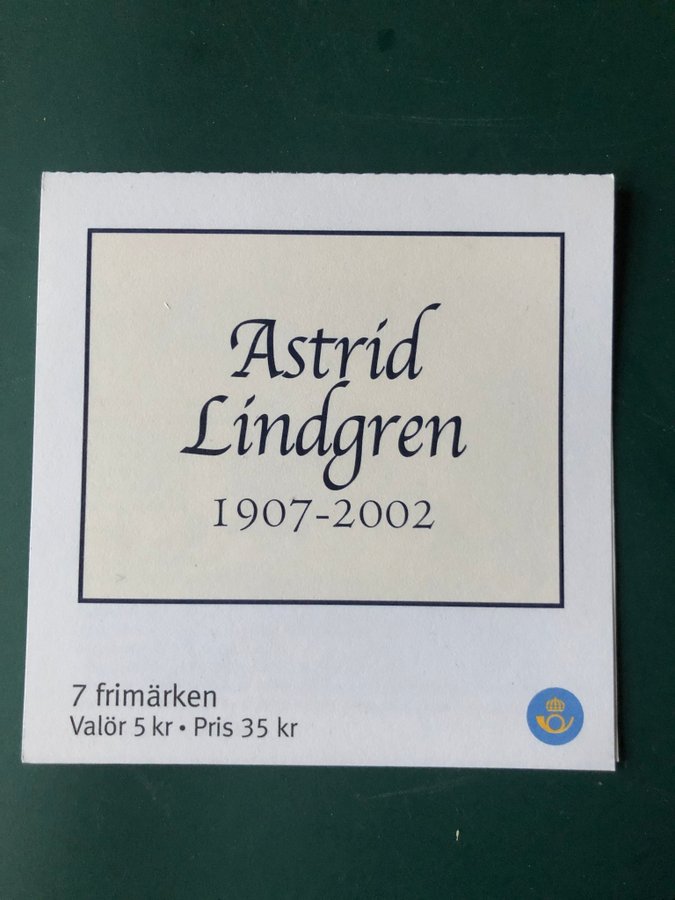 Astrid
Lindgren
1907-2002
7 frimärken
Valör 5 kr • Pris 35 kr